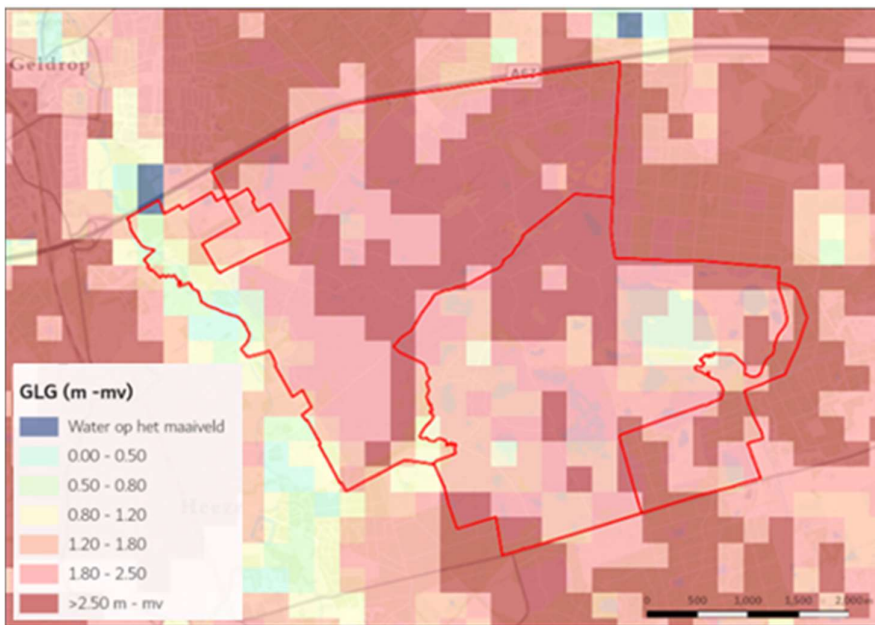 Geldrop
A67
GLG (m -mv)
Water op het maaiveld
0.00 - 0.50
0.50 - 0.80
0.80 - 1.20
1.20 - 1.80
1.80 - 2.50
>2.50 m - mv
0 500 1,000 1,500 2,000 m